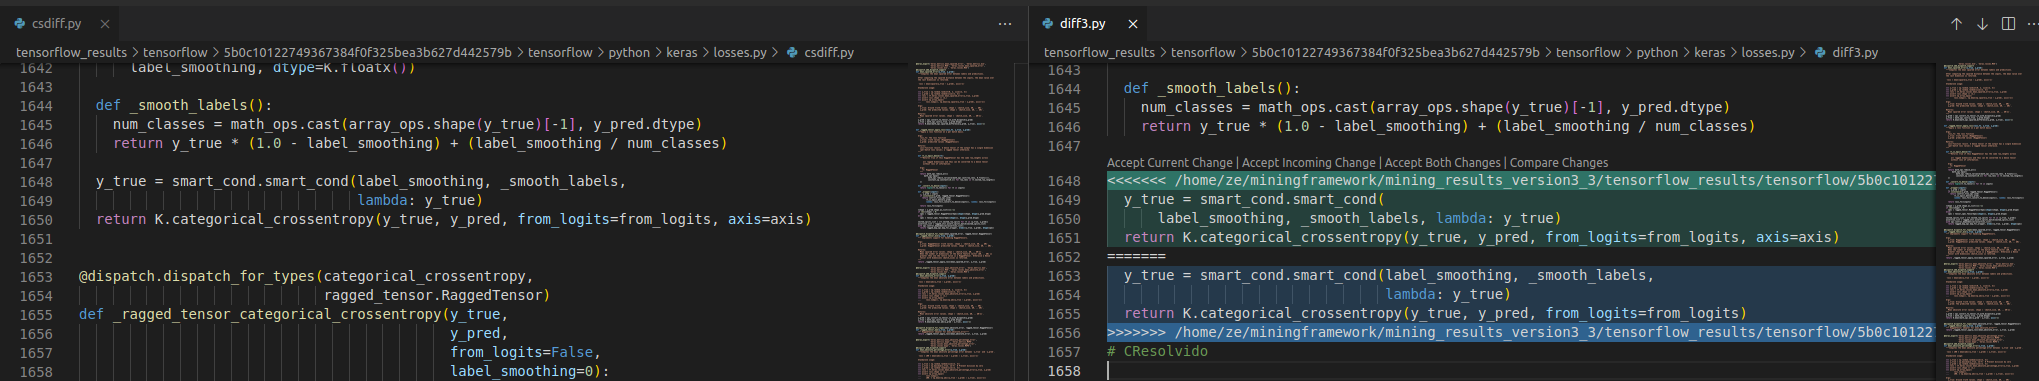 csdiff.py
tensorflow_results > tensorflow > 5b0c10122749367384f0f325bea3b627d442579b > tensorflow > python > keras > losses.py > csdiff.py
1642 label_smoothing, dtype=K.floatx())
1643
1644 def _smooth_labels():
1645 num_classes = math_ops.cast(array_ops.shape(y_true)[-1], y_pred.dtype)
1646 return y_true * (1.0 - label_smoothing) + (label_smoothing / num_classes)
1647
1648 y_true = smart_cond.smart_cond(label_smoothing, _smooth_labels,
1649 lambda: y_true)
1650 return K.categorical_crossentropy(y_true, y_pred, from_logits=from_logits, axis=axis)
1651
1652
1653 @dispatch.dispatch_for_types(categorical_crossentropy,
1654 ragged_tensor.RaggedTensor)
1655 def _ragged_tensor_categorical_crossentropy(y_true,
1656 y_pred,
1657 from_logits=False,
1658 label_smoothing=0):
diff3.py
tensorflow_results > tensorflow > 5b0c10122749367384f0f325bea3b627d442579b > tensorflow > python > keras > losses.py > diff3.py
1643
1644 def _smooth_labels():
1645 num_classes = math_ops.cast(array_ops.shape(y_true)[-1], y_pred.dtype)
1646 return y_true * (1.0 - label_smoothing) + (label_smoothing / num_classes)
1647
Accept Current Change | Accept Incoming Change | Accept Both Changes | Compare Changes
1648 <<<<<<< /home/ze/miningframework/mining_results_version3_3/tensorflow_results/tensorflow/5b0c10122
1649 y_true = smart_cond.smart_cond(
1650 label_smoothing, _smooth_labels, lambda: y_true)
1651 return K.categorical_crossentropy(y_true, y_pred, from_logits=from_logits, axis=axis)
1652 =======
1653 y_true = smart_cond.smart_cond(label_smoothing, _smooth_labels,
1654 lambda: y_true)
1655 return K.categorical_crossentropy(y_true, y_pred, from_logits=from_logits)
1656 >>>>>>> /home/ze/miningframework/mining_results_version3_3/tensorflow_results/tensorflow/5b0c10122
1657 # CResolvido
1658